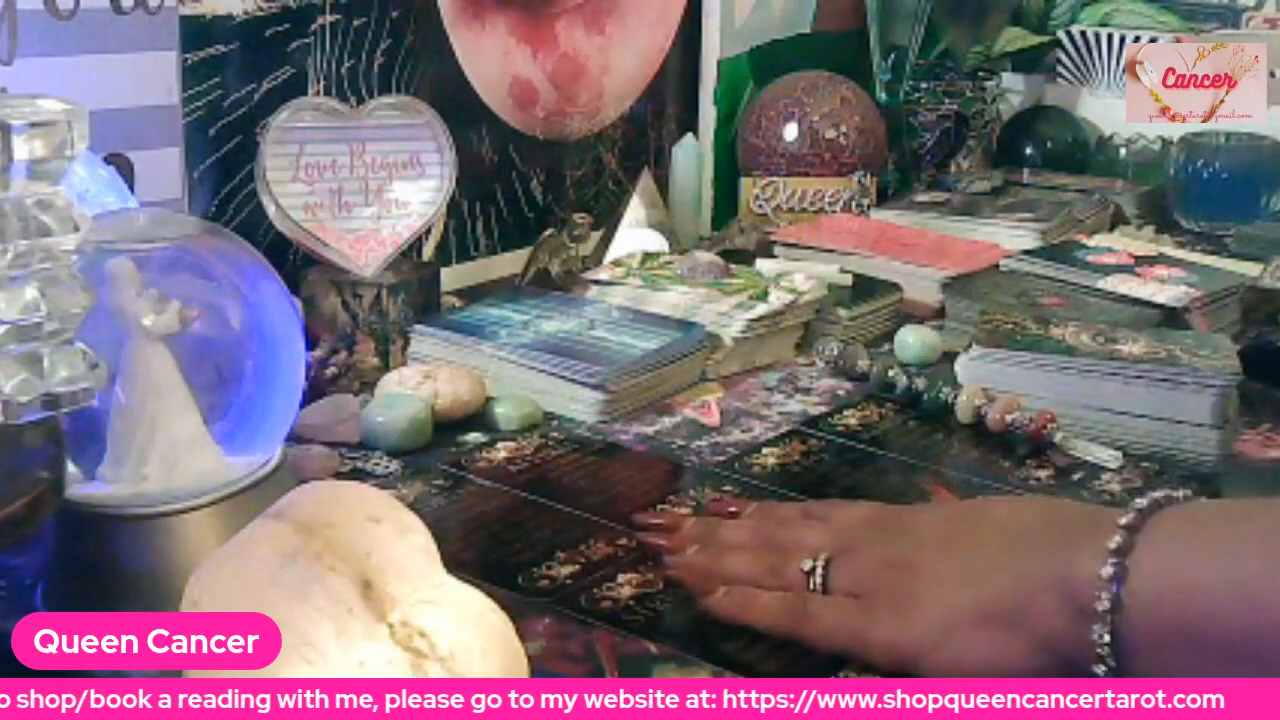 Cancer
Love Begins
with You
Queen
Queen Cancer
o shop/book a reading with me, please go to my website at: https://www.shopqueencancertarot.com